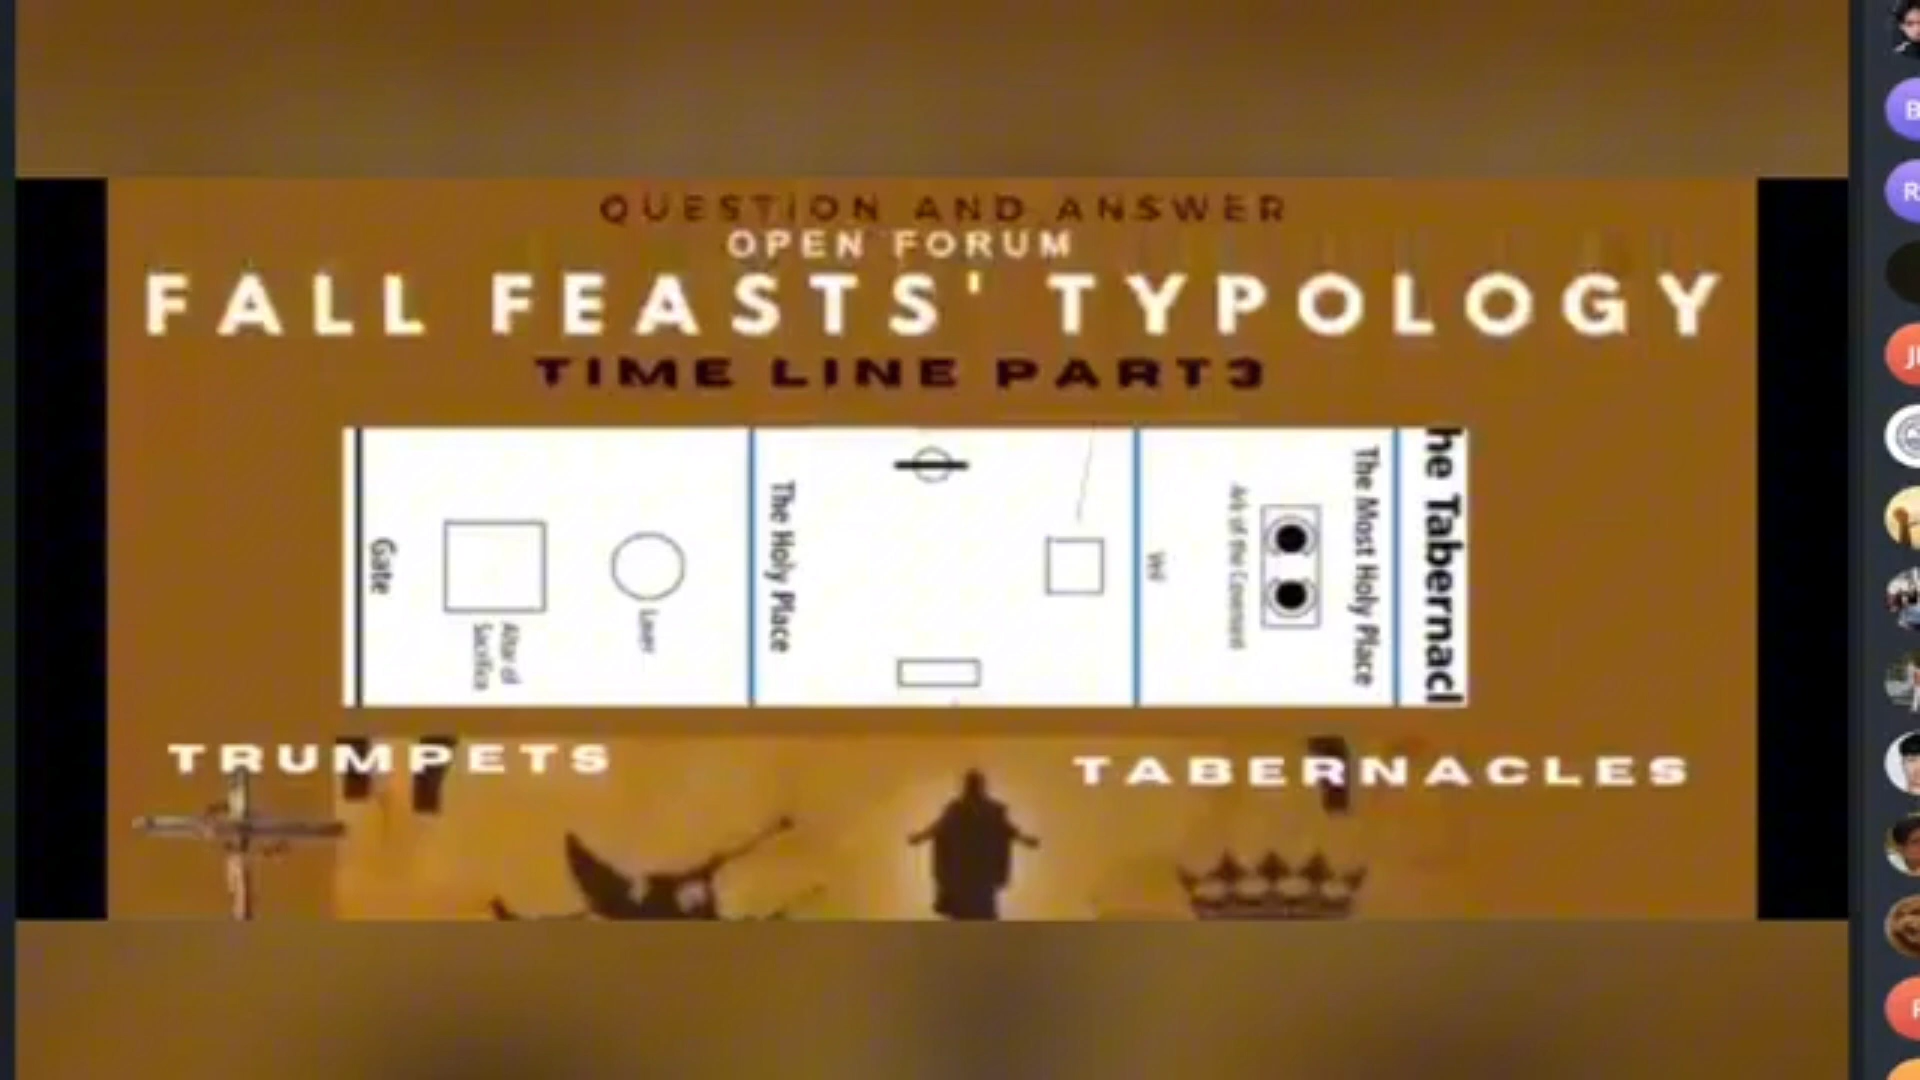 QUESTION AND ANSWER
OPEN FORUM
FALL FEASTS' TYPOLOGY
TIME LINE PART3
Gate
Altar of
Sacrifice
Laver
The Holy Place
Veil
Ark of the Covenant
The Most Holy Place
he Tabernacl
TRUMPETS
TABERNACLES
B
R